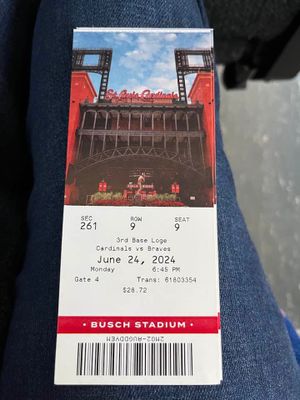 St. Louis Cardinals
SEC ROW SEAT
261 9 9
3rd Base Loge
Cardinals vs Braves
June 24, 2024
Monday 6:45 PM
Gate 4 Trans: 61803354
$28.72
• BUSCH STADIUM •